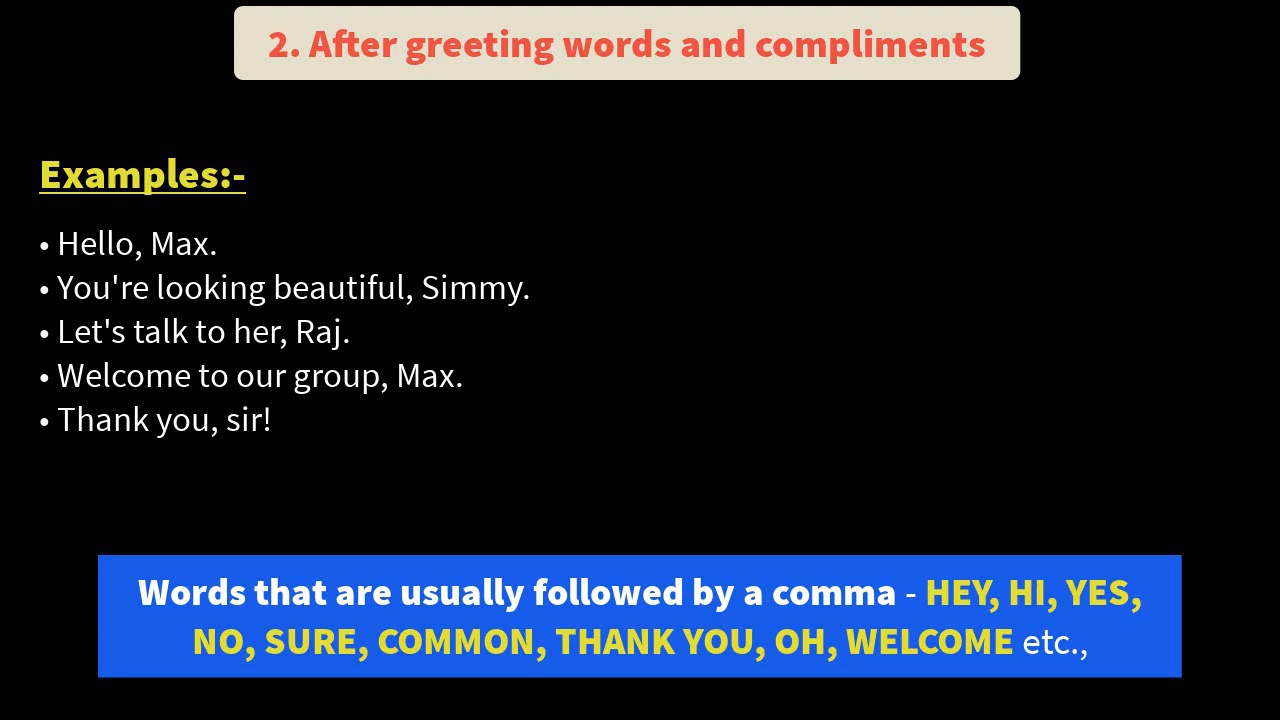 2. After greeting words and compliments
Examples:-
• Hello, Max.
• You're looking beautiful, Simmy.
• Let's talk to her, Raj.
• Welcome to our group, Max.
• Thank you, sir!
Words that are usually followed by a comma - HEY, HI, YES,
NO, SURE, COMMON, THANK YOU, OH, WELCOME etc.,